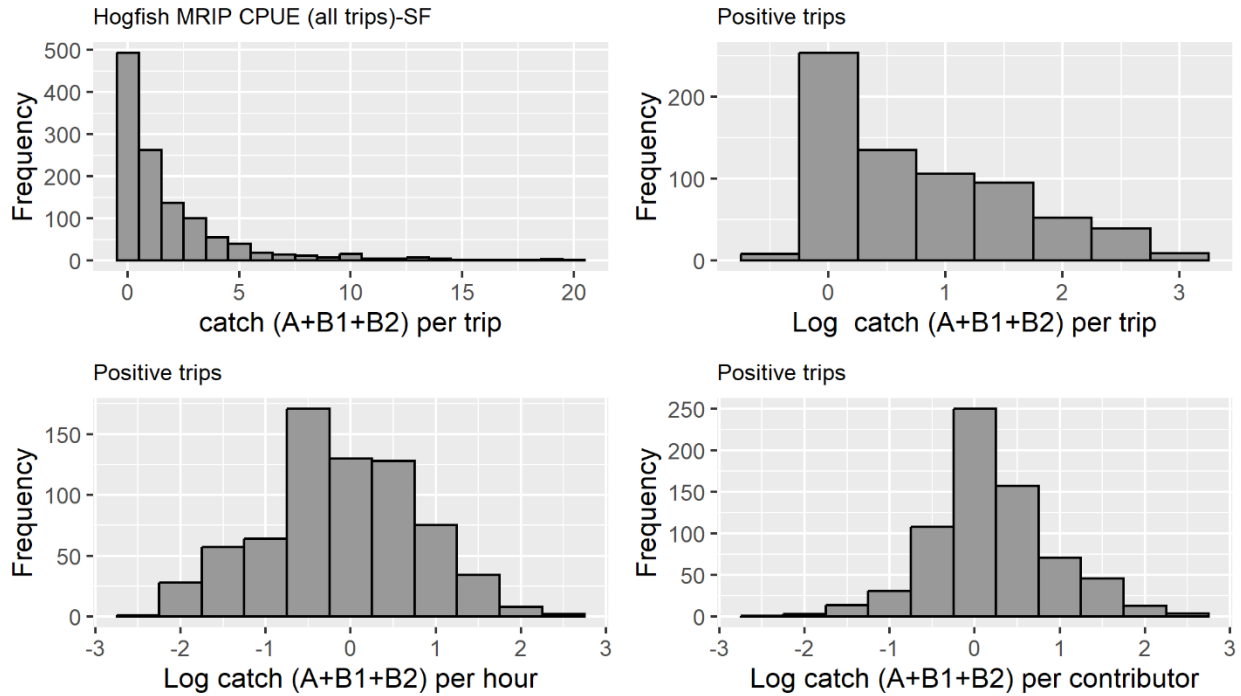 Hogfish MRIP CPUE (all trips)-SF
Frequency
500
400
300
200
100
0
0 5 10 15 20
catch (A+B1+B2) per trip
Positive trips
Frequency
200
100
0
0 1 2 3
Log catch (A+B1+B2) per trip
Positive trips
Frequency
150
100
50
0
-3 -2 -1 0 1 2 3
Log catch (A+B1+B2) per hour
Positive trips
Frequency
250
200
150
100
50
0
-3 -2 -1 0 1 2 3
Log catch (A+B1+B2) per contributor